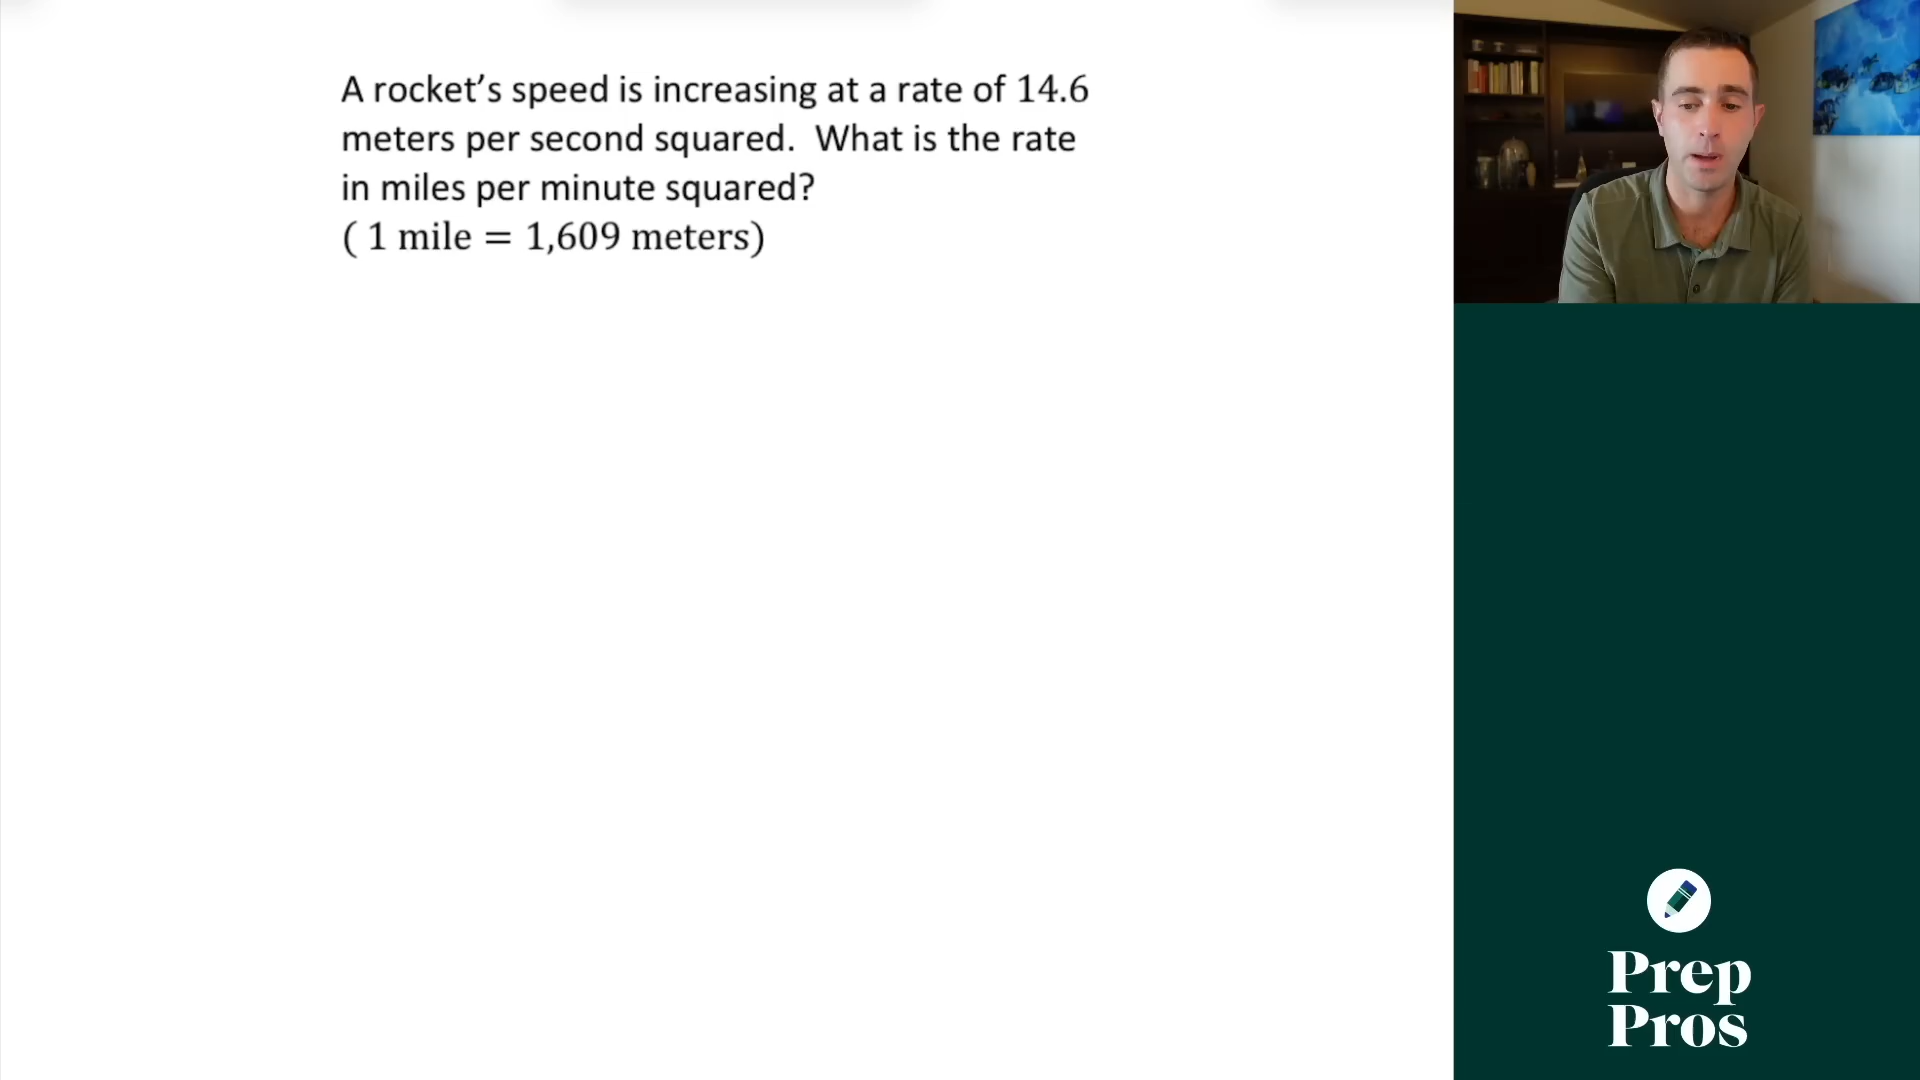 A rocket’s speed is increasing at a rate of 14.6
meters per second squared.  What is the rate
in miles per minute squared?
( 1 mile = 1,609 meters)
Prep
Pros